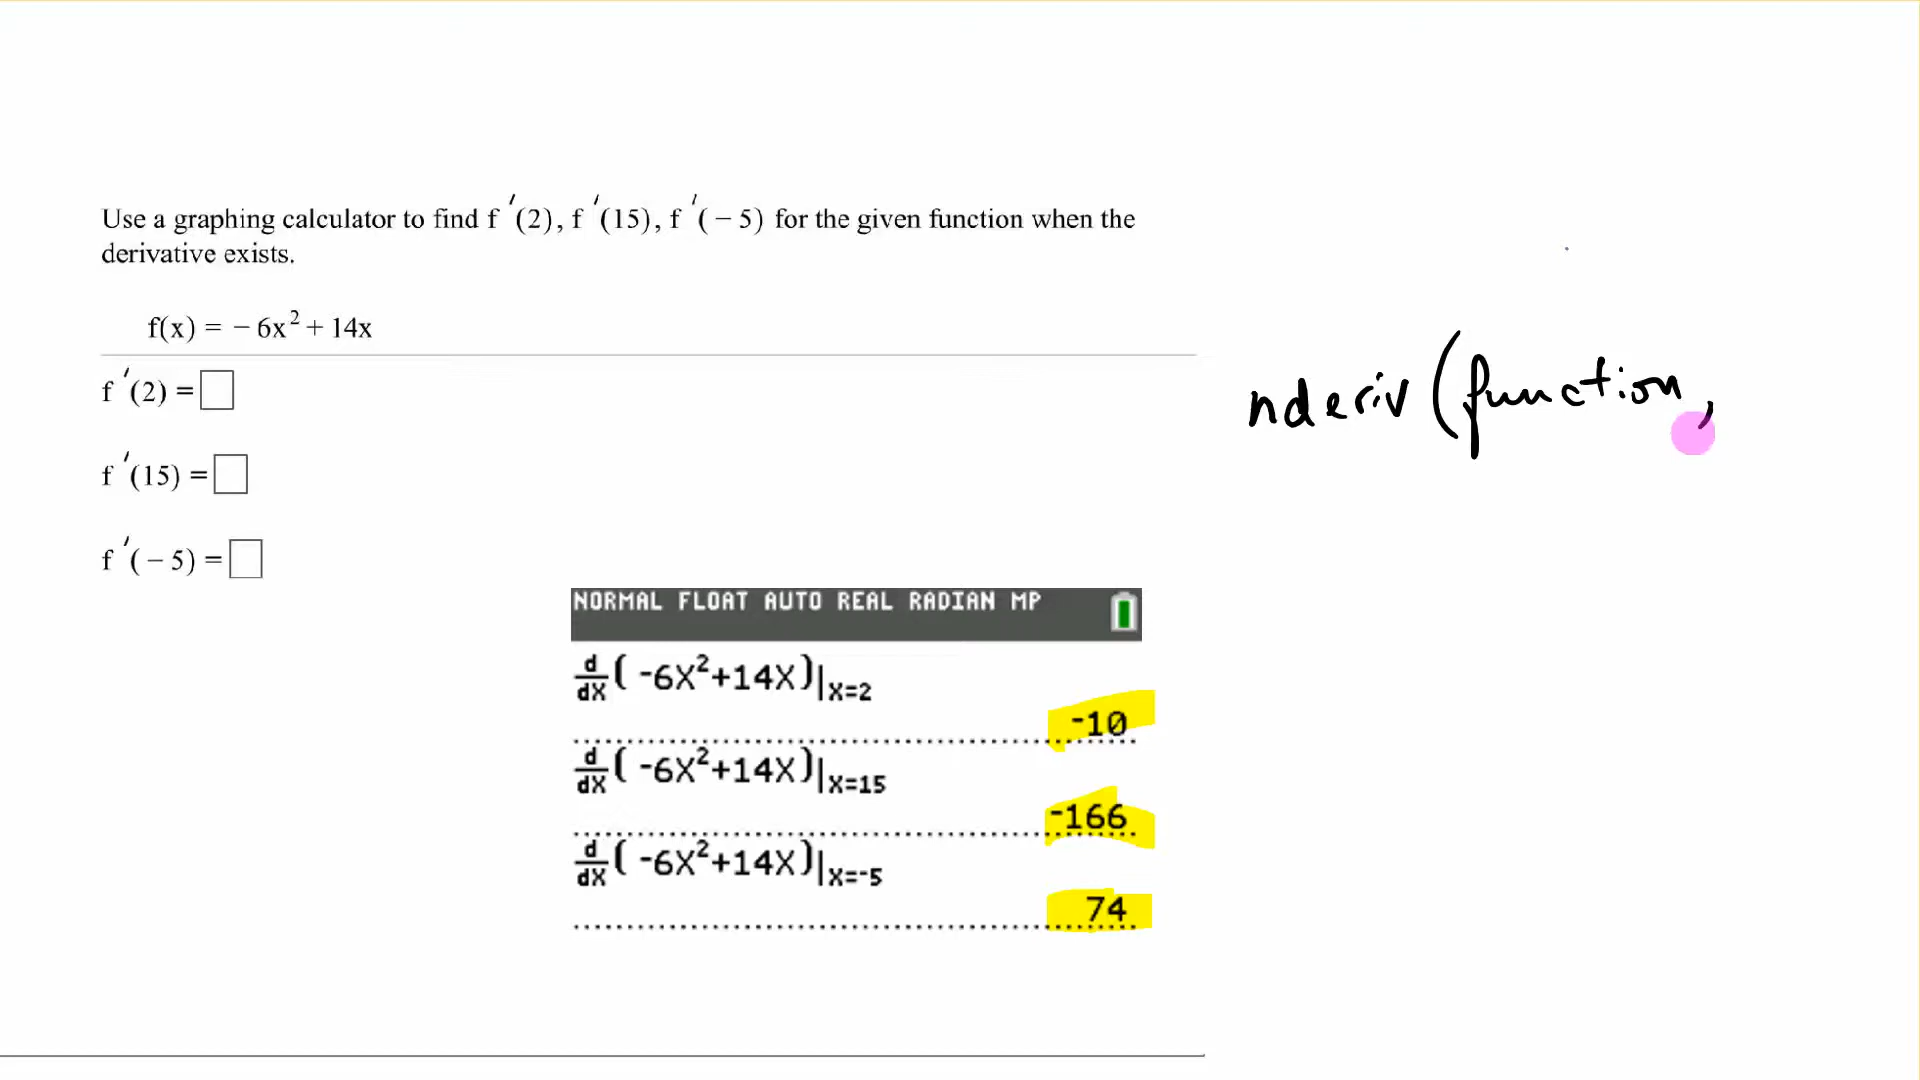 Use a graphing calculator to find f ′(2), f ′(15), f ′(− 5) for the given function when the
derivative exists.
f(x) = − 6x² + 14x
f ′(2) =
f ′(15) =
f ′(− 5) =
nderiv (function,
NORMAL FLOAT AUTO REAL RADIAN MP
d/dX(-6X²+14X)|X=2
-10
d/dX(-6X²+14X)|X=15
-166
d/dX(-6X²+14X)|X=-5
74